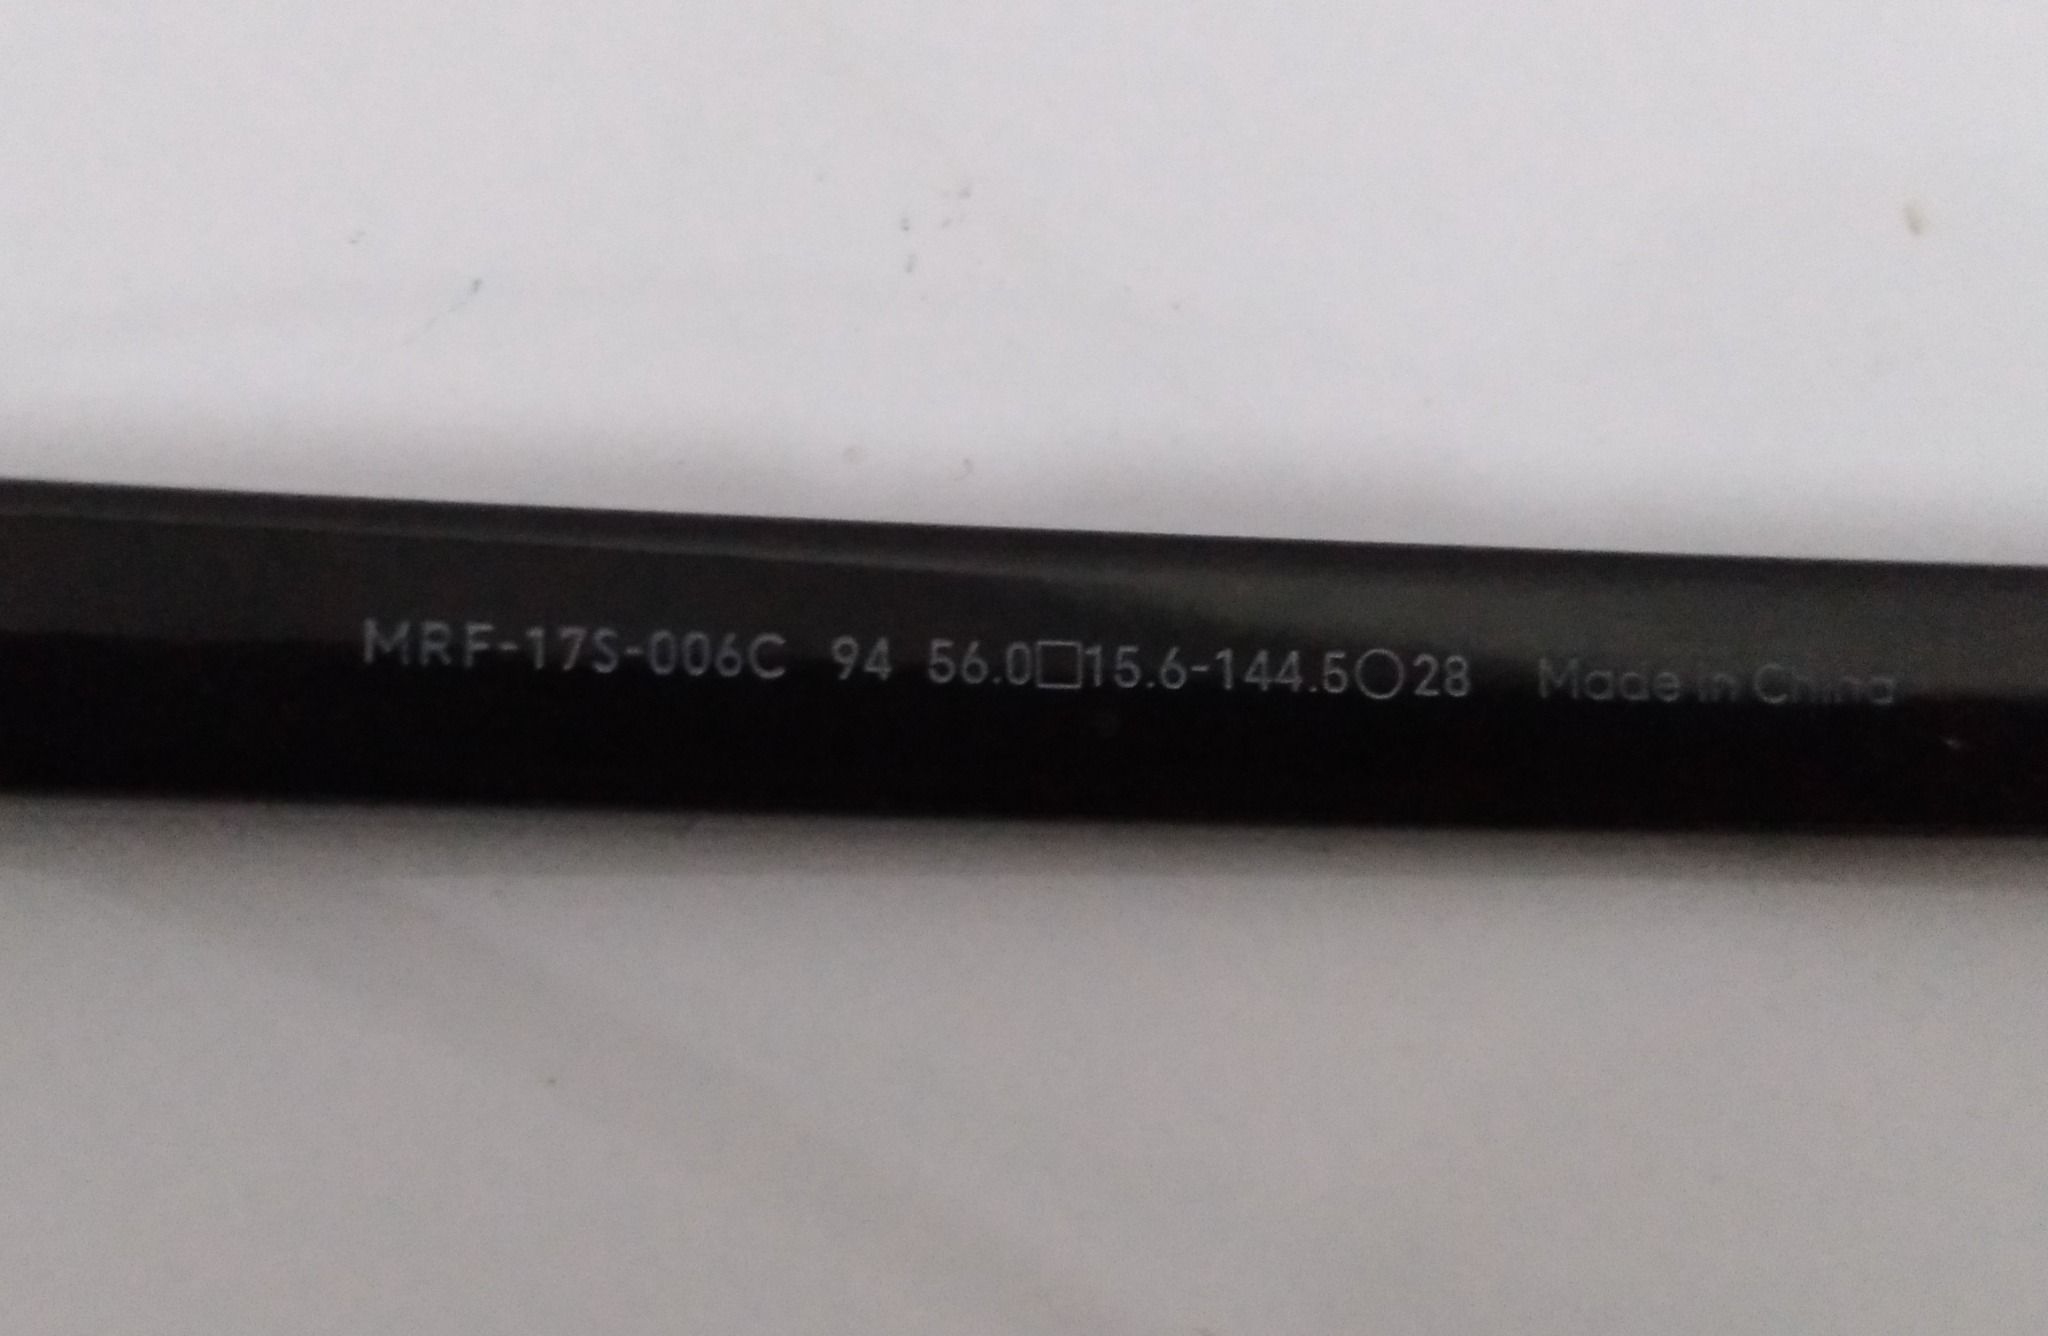 MRF-17S-006C 94 56.0□15.6-144.5○28 Made in China